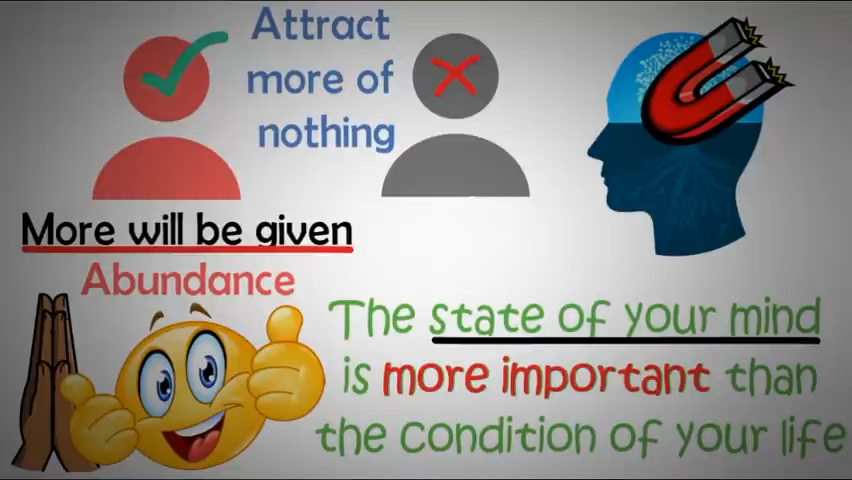 Attract
more of
nothing
More will be given
Abundance
The state of your mind
is more important than
the condition of your life